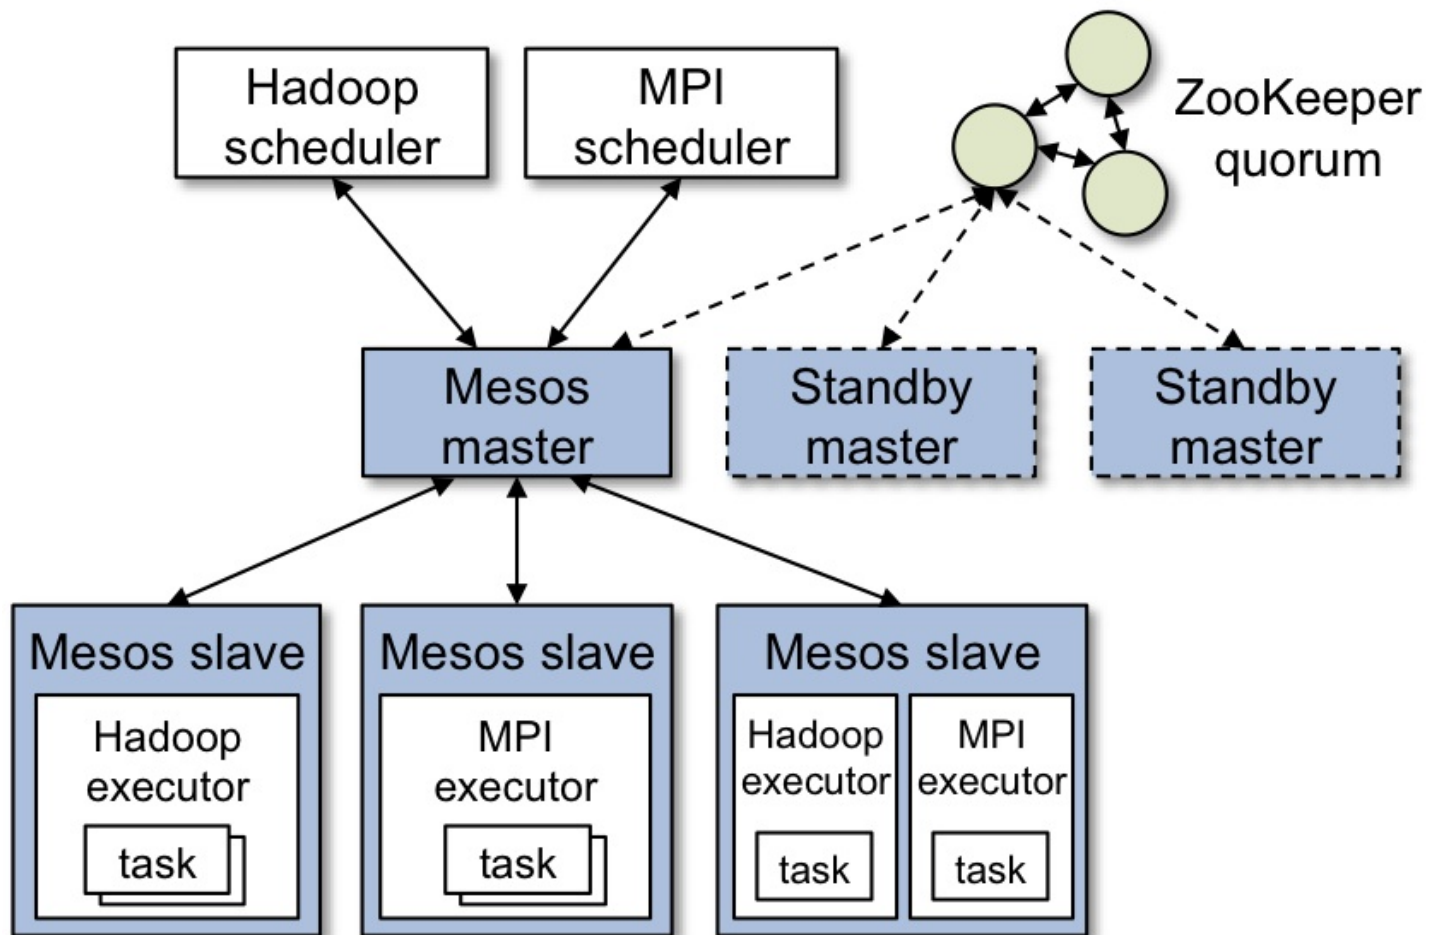 Hadoop
scheduler
MPI
scheduler
ZooKeeper
quorum
Mesos
master
Standby
master
Standby
master
Mesos slave
Hadoop
executor
task
Mesos slave
MPI
executor
task
Mesos slave
Hadoop
executor
task
MPI
executor
task